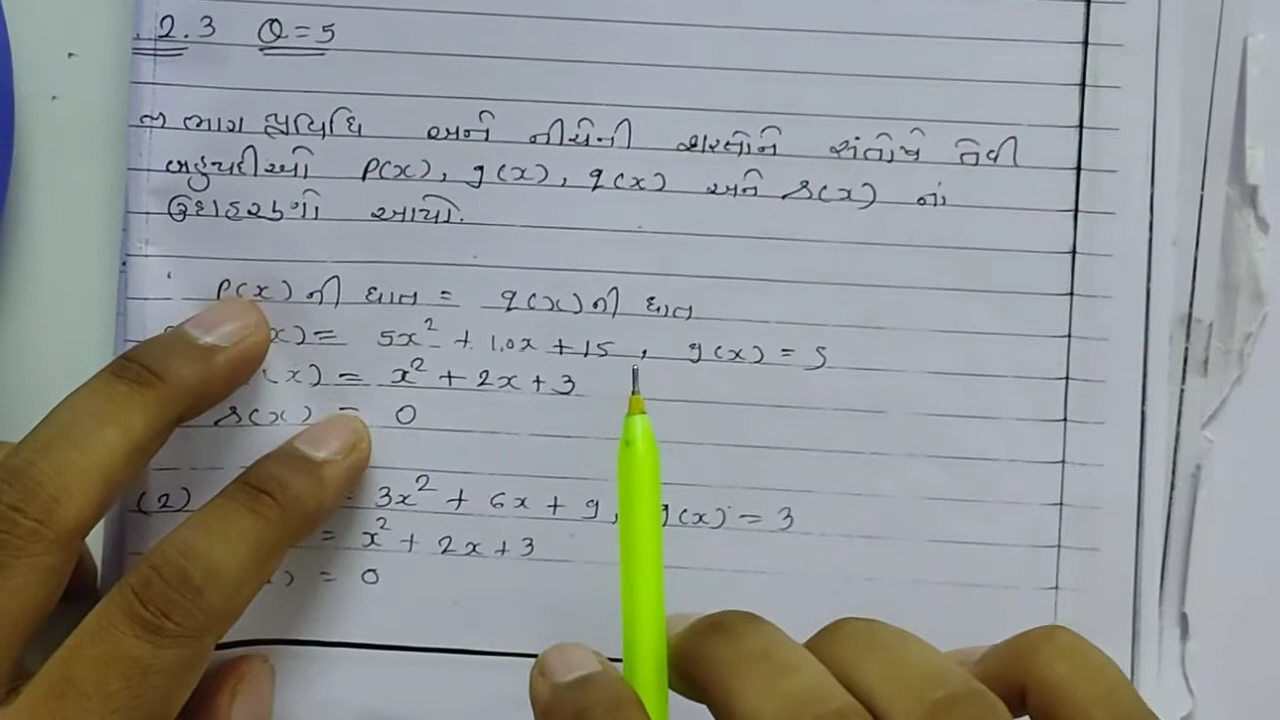 2.3 Q=5
ભાગ પ્રવિધિ અને નીચેની શરતોને સંતોષે તેવી
બહુપદીઓ P(x), g(x), q(x) અને r(x) નાં
ઉદાહરણો આપો.
P(x) ની ઘાત = q(x) ની ઘાત
x) = 5x² + 10x + 15, g(x) = 5
(x) = x² + 2x + 3
r(x) = 0
(2) = 3x² + 6x + 9, g(x) = 3
= x² + 2x + 3
) = 0